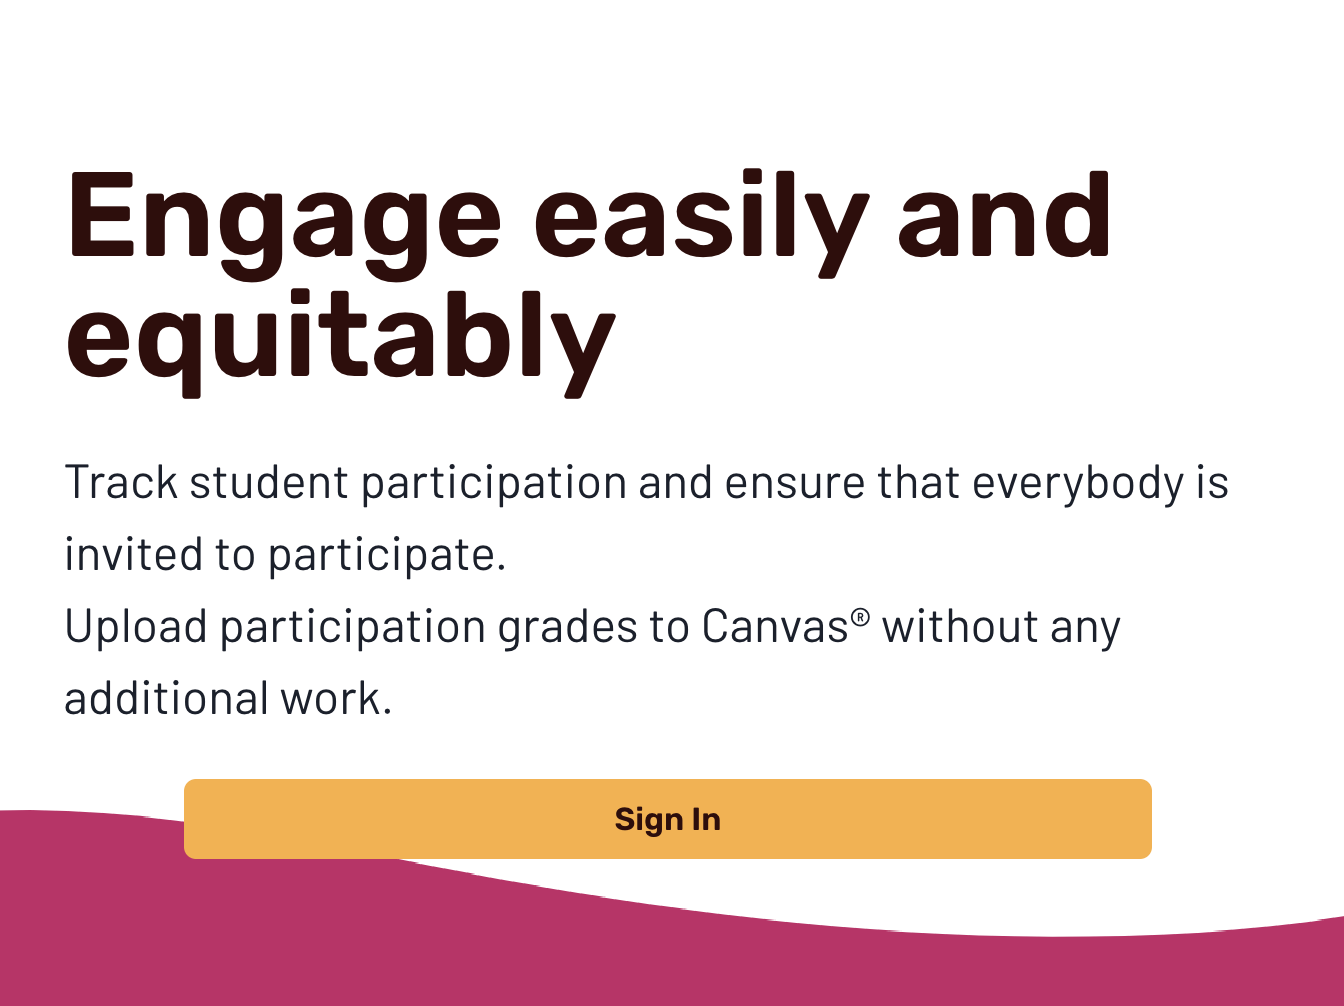 Engage easily and
equitably
Track student participation and ensure that everybody is
invited to participate.
Upload participation grades to Canvas® without any
additional work.
Sign In